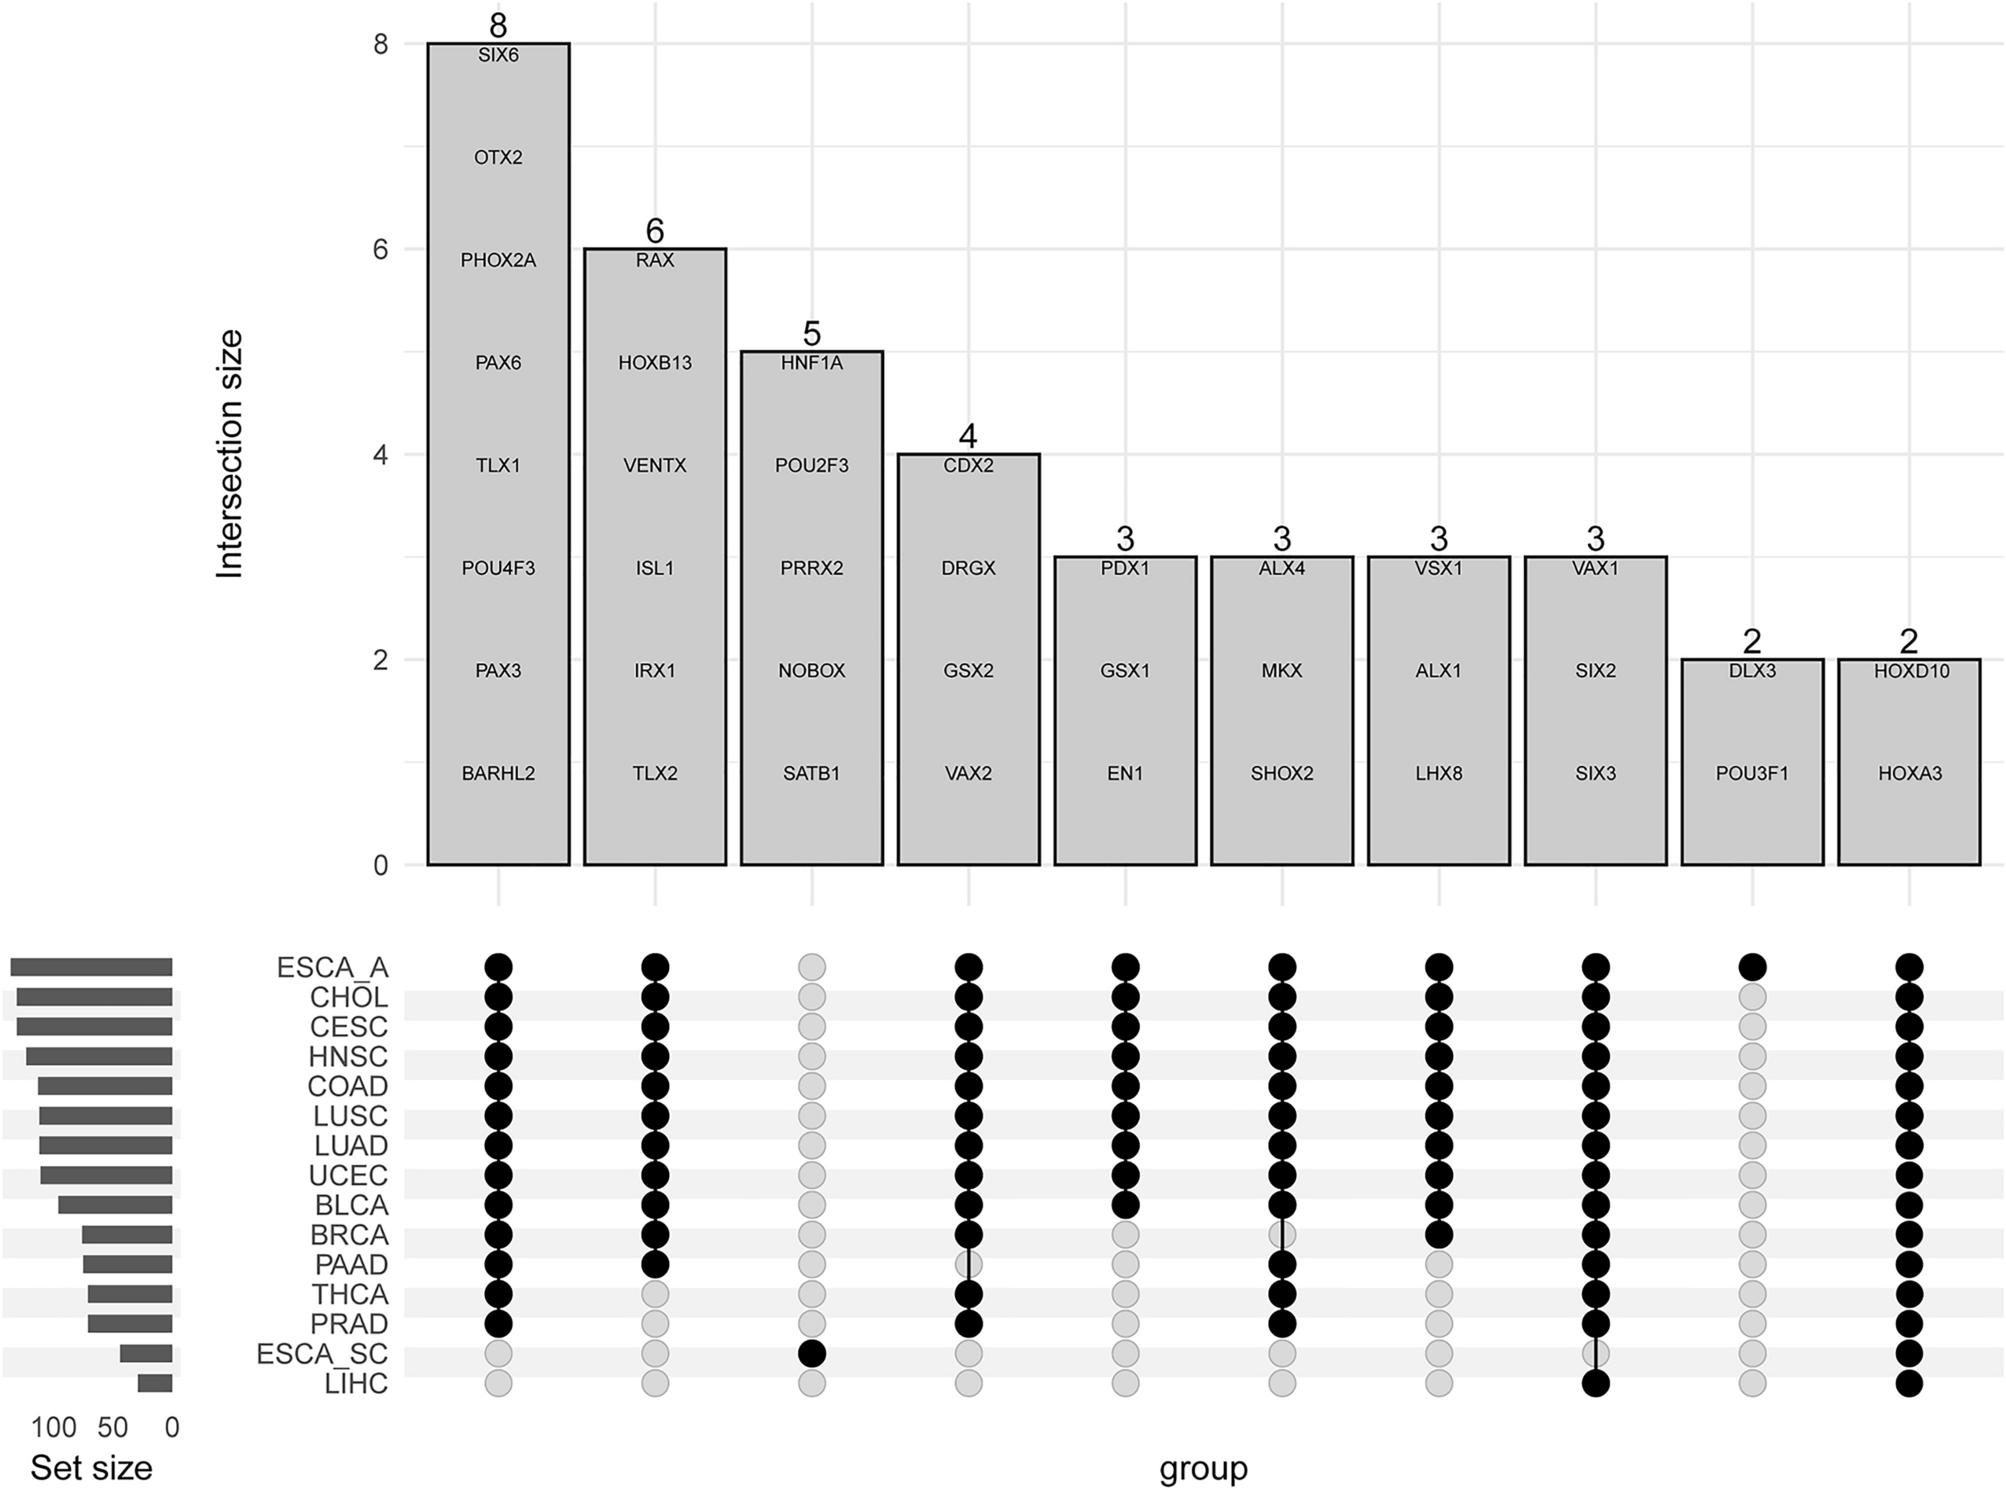 8
8
SIX6
OTX2
6
6
PHOX2A
RAX
5
PAX6
HOXB13
HNF1A
4
4
TLX1
VENTX
POU2F3
CDX2
Intersection size
3
3
3
3
POU4F3
ISL1
PRRX2
DRGX
PDX1
ALX4
VSX1
VAX1
2
2
2
PAX3
IRX1
NOBOX
GSX2
GSX1
MKX
ALX1
SIX2
DLX3
HOXD10
BARHL2
TLX2
SATB1
VAX2
EN1
SHOX2
LHX8
SIX3
POU3F1
HOXA3
0
ESCA_A
CHOL
CESC
HNSC
COAD
LUSC
LUAD
UCEC
BLCA
BRCA
PAAD
THCA
PRAD
ESCA_SC
LIHC
100 50 0
Set size
group